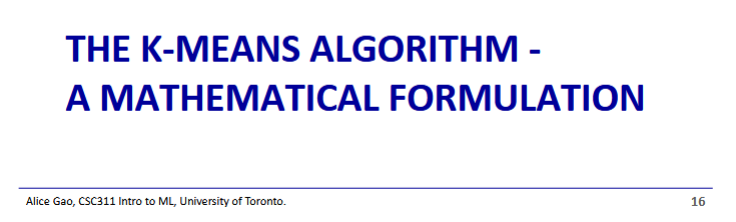 THE K-MEANS ALGORITHM -
A MATHEMATICAL FORMULATION
Alice Gao, CSC311 Intro to ML, University of Toronto.
16